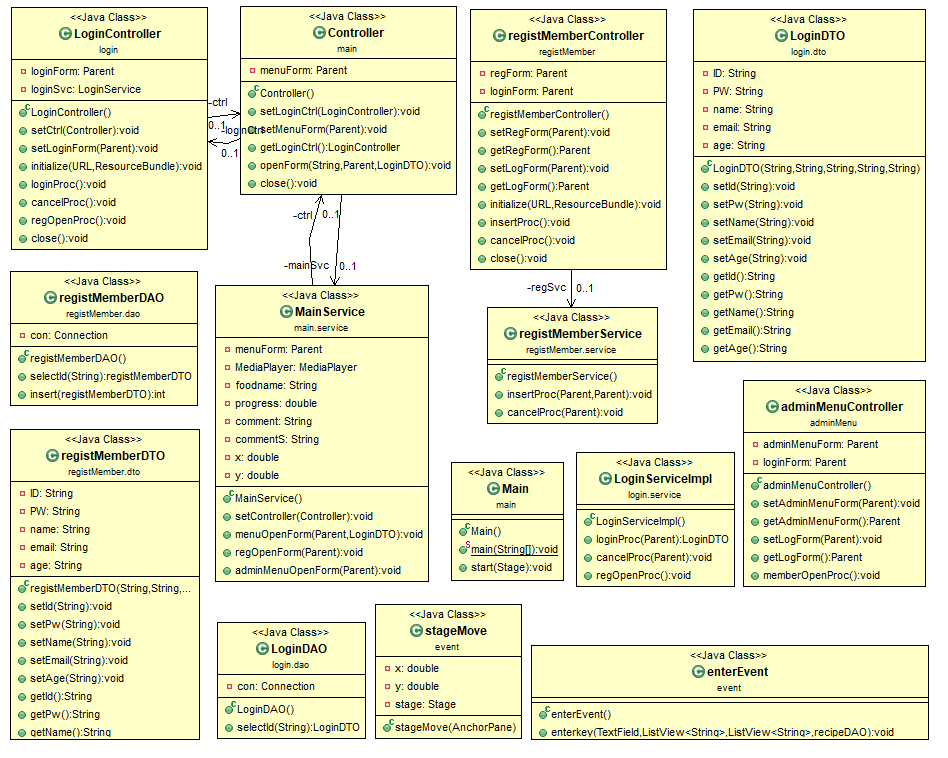 <<Java Class>>
LoginController
login
loginForm: Parent
loginSvc: LoginService
LoginController()
setCtrl(Controller):void
setLoginForm(Parent):void
initialize(URL,ResourceBundle):void
loginProc():void
cancelProc():void
regOpenProc():void
close():void
-ctrl
0..1
-loginCtrl
0..1
<<Java Class>>
Controller
main
menuForm: Parent
Controller()
setLoginCtrl(LoginController):void
setMenuForm(Parent):void
getLoginCtrl():LoginController
openForm(String,Parent,LoginDTO):void
close():void
-ctrl
0..1
-mainSvc
0..1
<<Java Class>>
registMemberController
registMember
regForm: Parent
loginForm: Parent
registMemberController()
setRegForm(Parent):void
getRegForm():Parent
setLogForm(Parent):void
getLogForm():Parent
initialize(URL,ResourceBundle):void
insertProc():void
cancelProc():void
close():void
-regSvc
0..1
<<Java Class>>
LoginDTO
login.dto
ID: String
PW: String
name: String
email: String
age: String
LoginDTO(String,String,String,String,String)
setId(String):void
setPw(String):void
setName(String):void
setEmail(String):void
setAge(String):void
getId():String
getPw():String
getName():String
getEmail():String
getAge():String
<<Java Class>>
registMemberDAO
registMember.dao
con: Connection
registMemberDAO()
selectId(String):registMemberDTO
insert(registMemberDTO):int
<<Java Class>>
MainService
main.service
menuForm: Parent
MediaPlayer: MediaPlayer
foodname: String
progress: double
comment: String
commentS: String
x: double
y: double
MainService()
setController(Controller):void
menuOpenForm(Parent,LoginDTO):void
regOpenForm(Parent):void
adminMenuOpenForm(Parent):void
<<Java Class>>
registMemberService
registMember.service
registMemberService()
insertProc(Parent,Parent):void
cancelProc(Parent):void
<<Java Class>>
adminMenuController
adminMenu
adminMenuForm: Parent
loginForm: Parent
adminMenuController()
setAdminMenuForm(Parent):void
getAdminMenuForm():Parent
setLogForm(Parent):void
getLogForm():Parent
memberOpenProc():void
<<Java Class>>
registMemberDTO
registMember.dto
ID: String
PW: String
name: String
email: String
age: String
registMemberDTO(String,String,...
setId(String):void
setPw(String):void
setName(String):void
setEmail(String):void
setAge(String):void
getId():String
getPw():String
getName():String
<<Java Class>>
Main
main
Main()
main(String[]):void
start(Stage):void
<<Java Class>>
LoginServiceImpl
login.service
LoginServiceImpl()
loginProc(Parent):LoginDTO
cancelProc(Parent):void
regOpenProc():void
<<Java Class>>
LoginDAO
login.dao
con: Connection
LoginDAO()
selectId(String):LoginDTO
<<Java Class>>
stageMove
event
x: double
y: double
stage: Stage
stageMove(AnchorPane)
<<Java Class>>
enterEvent
event
enterEvent()
enterkey(TextField,ListView<String>,ListView<String>,recipeDAO):void